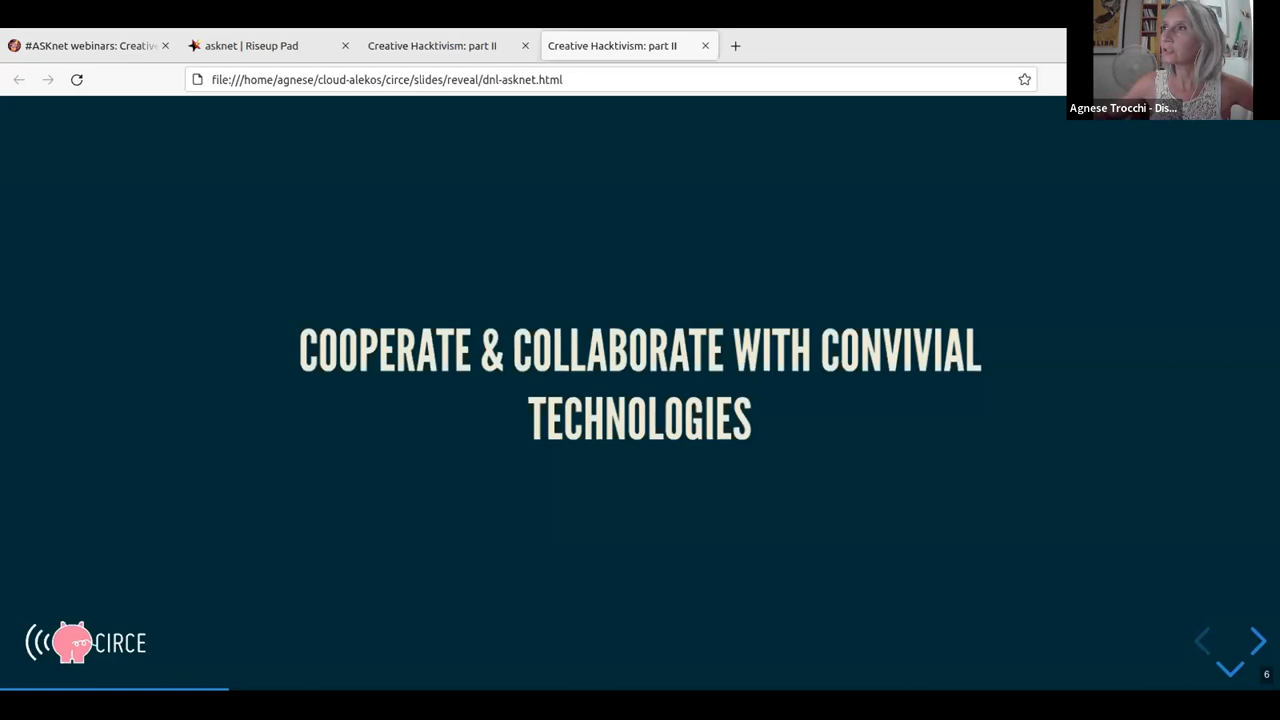 #ASKnet webinars: Creative
asknet | Riseup Pad
Creative Hacktivism: part II
Creative Hacktivism: part II
file:///home/agnese/cloud-alekos/circe/slides/reveal/dnl-asknet.html
Agnese Trocchi - Dis...
COOPERATE & COLLABORATE WITH CONVIVIAL
TECHNOLOGIES
CIRCE
6